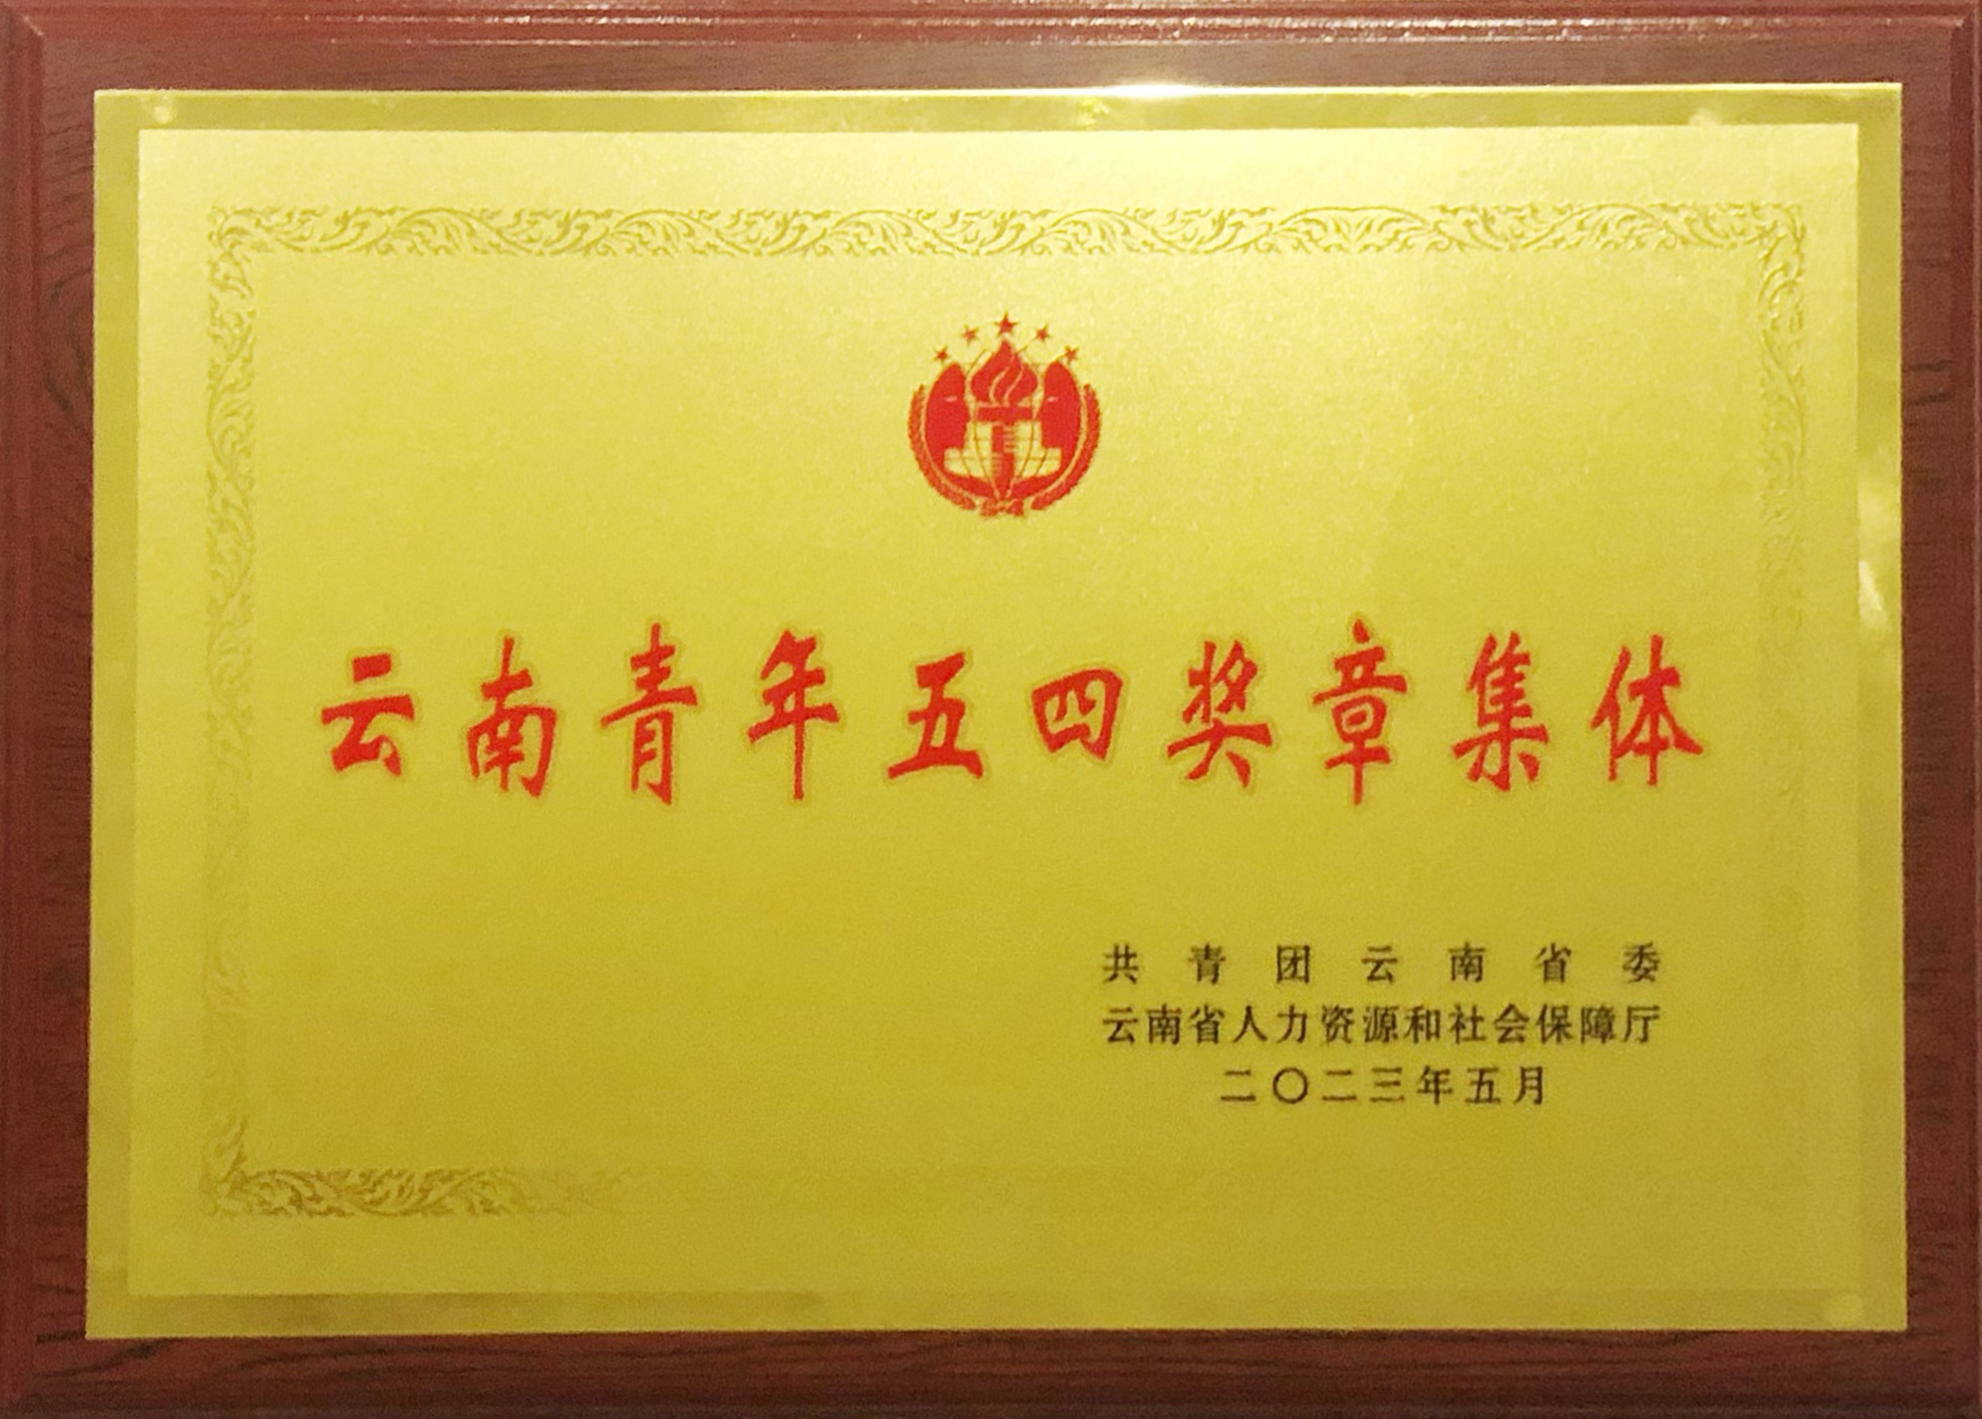 云南青年五四奖章集体
共青团云南省委
云南省人力资源和社会保障厅
二〇二三年五月